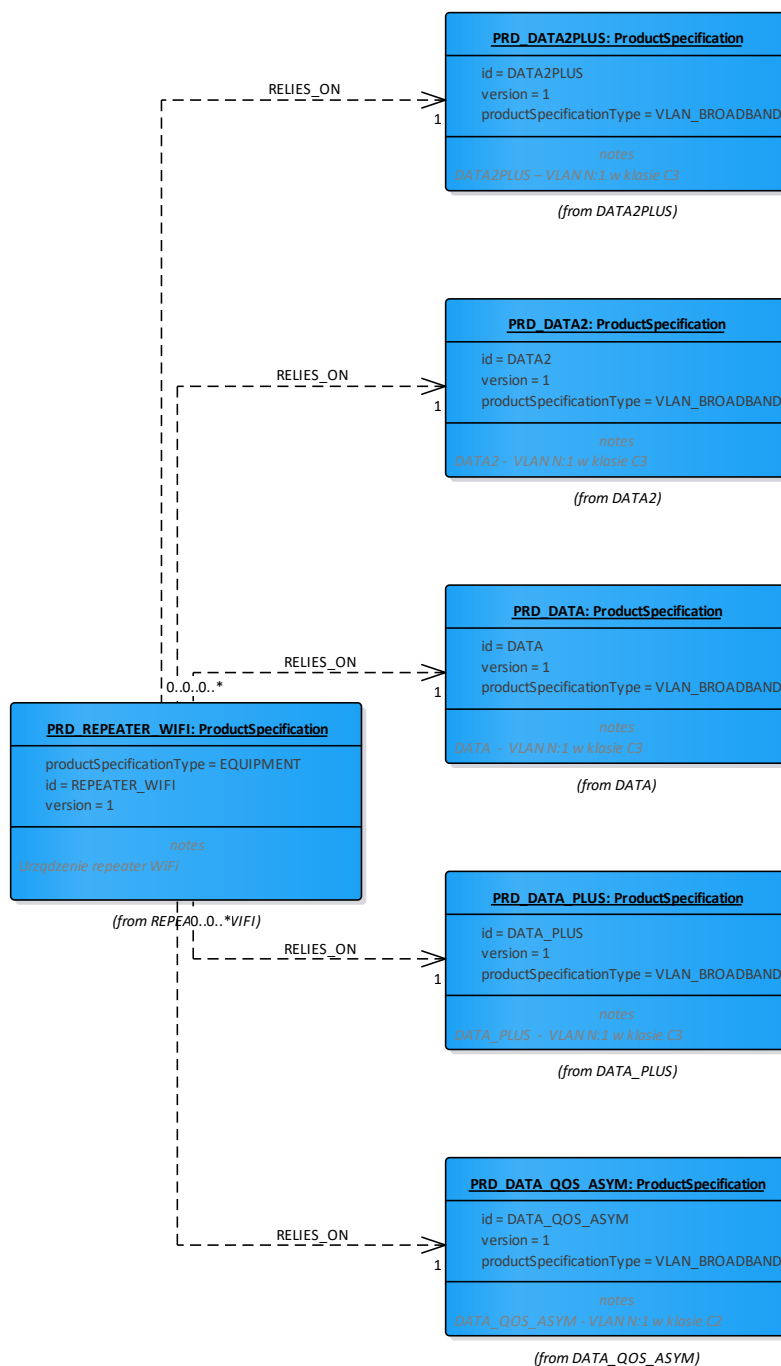 PRD_DATA2PLUS: ProductSpecification
id = DATA2PLUS
version = 1
productSpecificationType = VLAN_BROADBAND
notes
DATA2PLUS – VLAN N:1 w klasie C3
(from DATA2PLUS)
RELIES_ON
1
PRD_DATA2: ProductSpecification
id = DATA2
version = 1
productSpecificationType = VLAN_BROADBAND
notes
DATA2 - VLAN N:1 w klasie C3
(from DATA2)
RELIES_ON
1
PRD_DATA: ProductSpecification
id = DATA
version = 1
productSpecificationType = VLAN_BROADBAND
notes
DATA - VLAN N:1 w klasie C3
(from DATA)
RELIES_ON
1
0..0..0..*
PRD_REPEATER_WIFI: ProductSpecification
productSpecificationType = EQUIPMENT
id = REPEATER_WIFI
version = 1
notes
Urządzenie repeater WiFi
(from REPEA0..0..*VIFI)
PRD_DATA_PLUS: ProductSpecification
id = DATA_PLUS
version = 1
productSpecificationType = VLAN_BROADBAND
notes
DATA_PLUS - VLAN N:1 w klasie C3
(from DATA_PLUS)
RELIES_ON
1
PRD_DATA_QOS_ASYM: ProductSpecification
id = DATA_QOS_ASYM
version = 1
productSpecificationType = VLAN_BROADBAND
notes
DATA_QOS_ASYM - VLAN N:1 w klasie C2
(from DATA_QOS_ASYM)
RELIES_ON
1